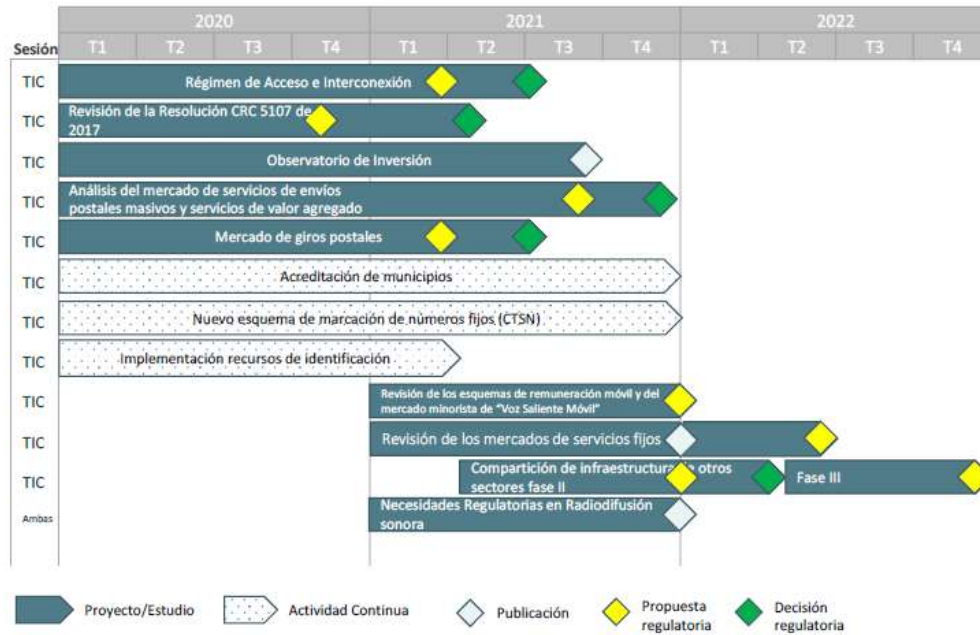 2020 2021 2022
Sesión T1 T2 T3 T4 T1 T2 T3 T4 T1 T2 T3 T4
TIC Régimen de Acceso e Interconexión
TIC Revisión de la Resolución CRC 5107 de
2017
TIC Observatorio de Inversión
TIC Análisis del mercado de servicios de envíos
postales masivos y servicios de valor agregado
TIC Mercado de giros postales
TIC Acreditación de municipios
TIC Nuevo esquema de marcación de números fijos (CTSN)
TIC Implementación recursos de identificación
TIC Revisión de los esquemas de remuneración móvil y del
mercado minorista de "Voz Saliente Móvil"
TIC Revisión de los mercados de servicios fijos
TIC Compartición de infraestructura de otros
sectores fase II
Fase III
Ambas Necesidades Regulatorias en Radiodifusión
sonora
Proyecto/Estudio
Actividad Continua
Publicación
Propuesta
regulatoria
Decisión
regulatoria